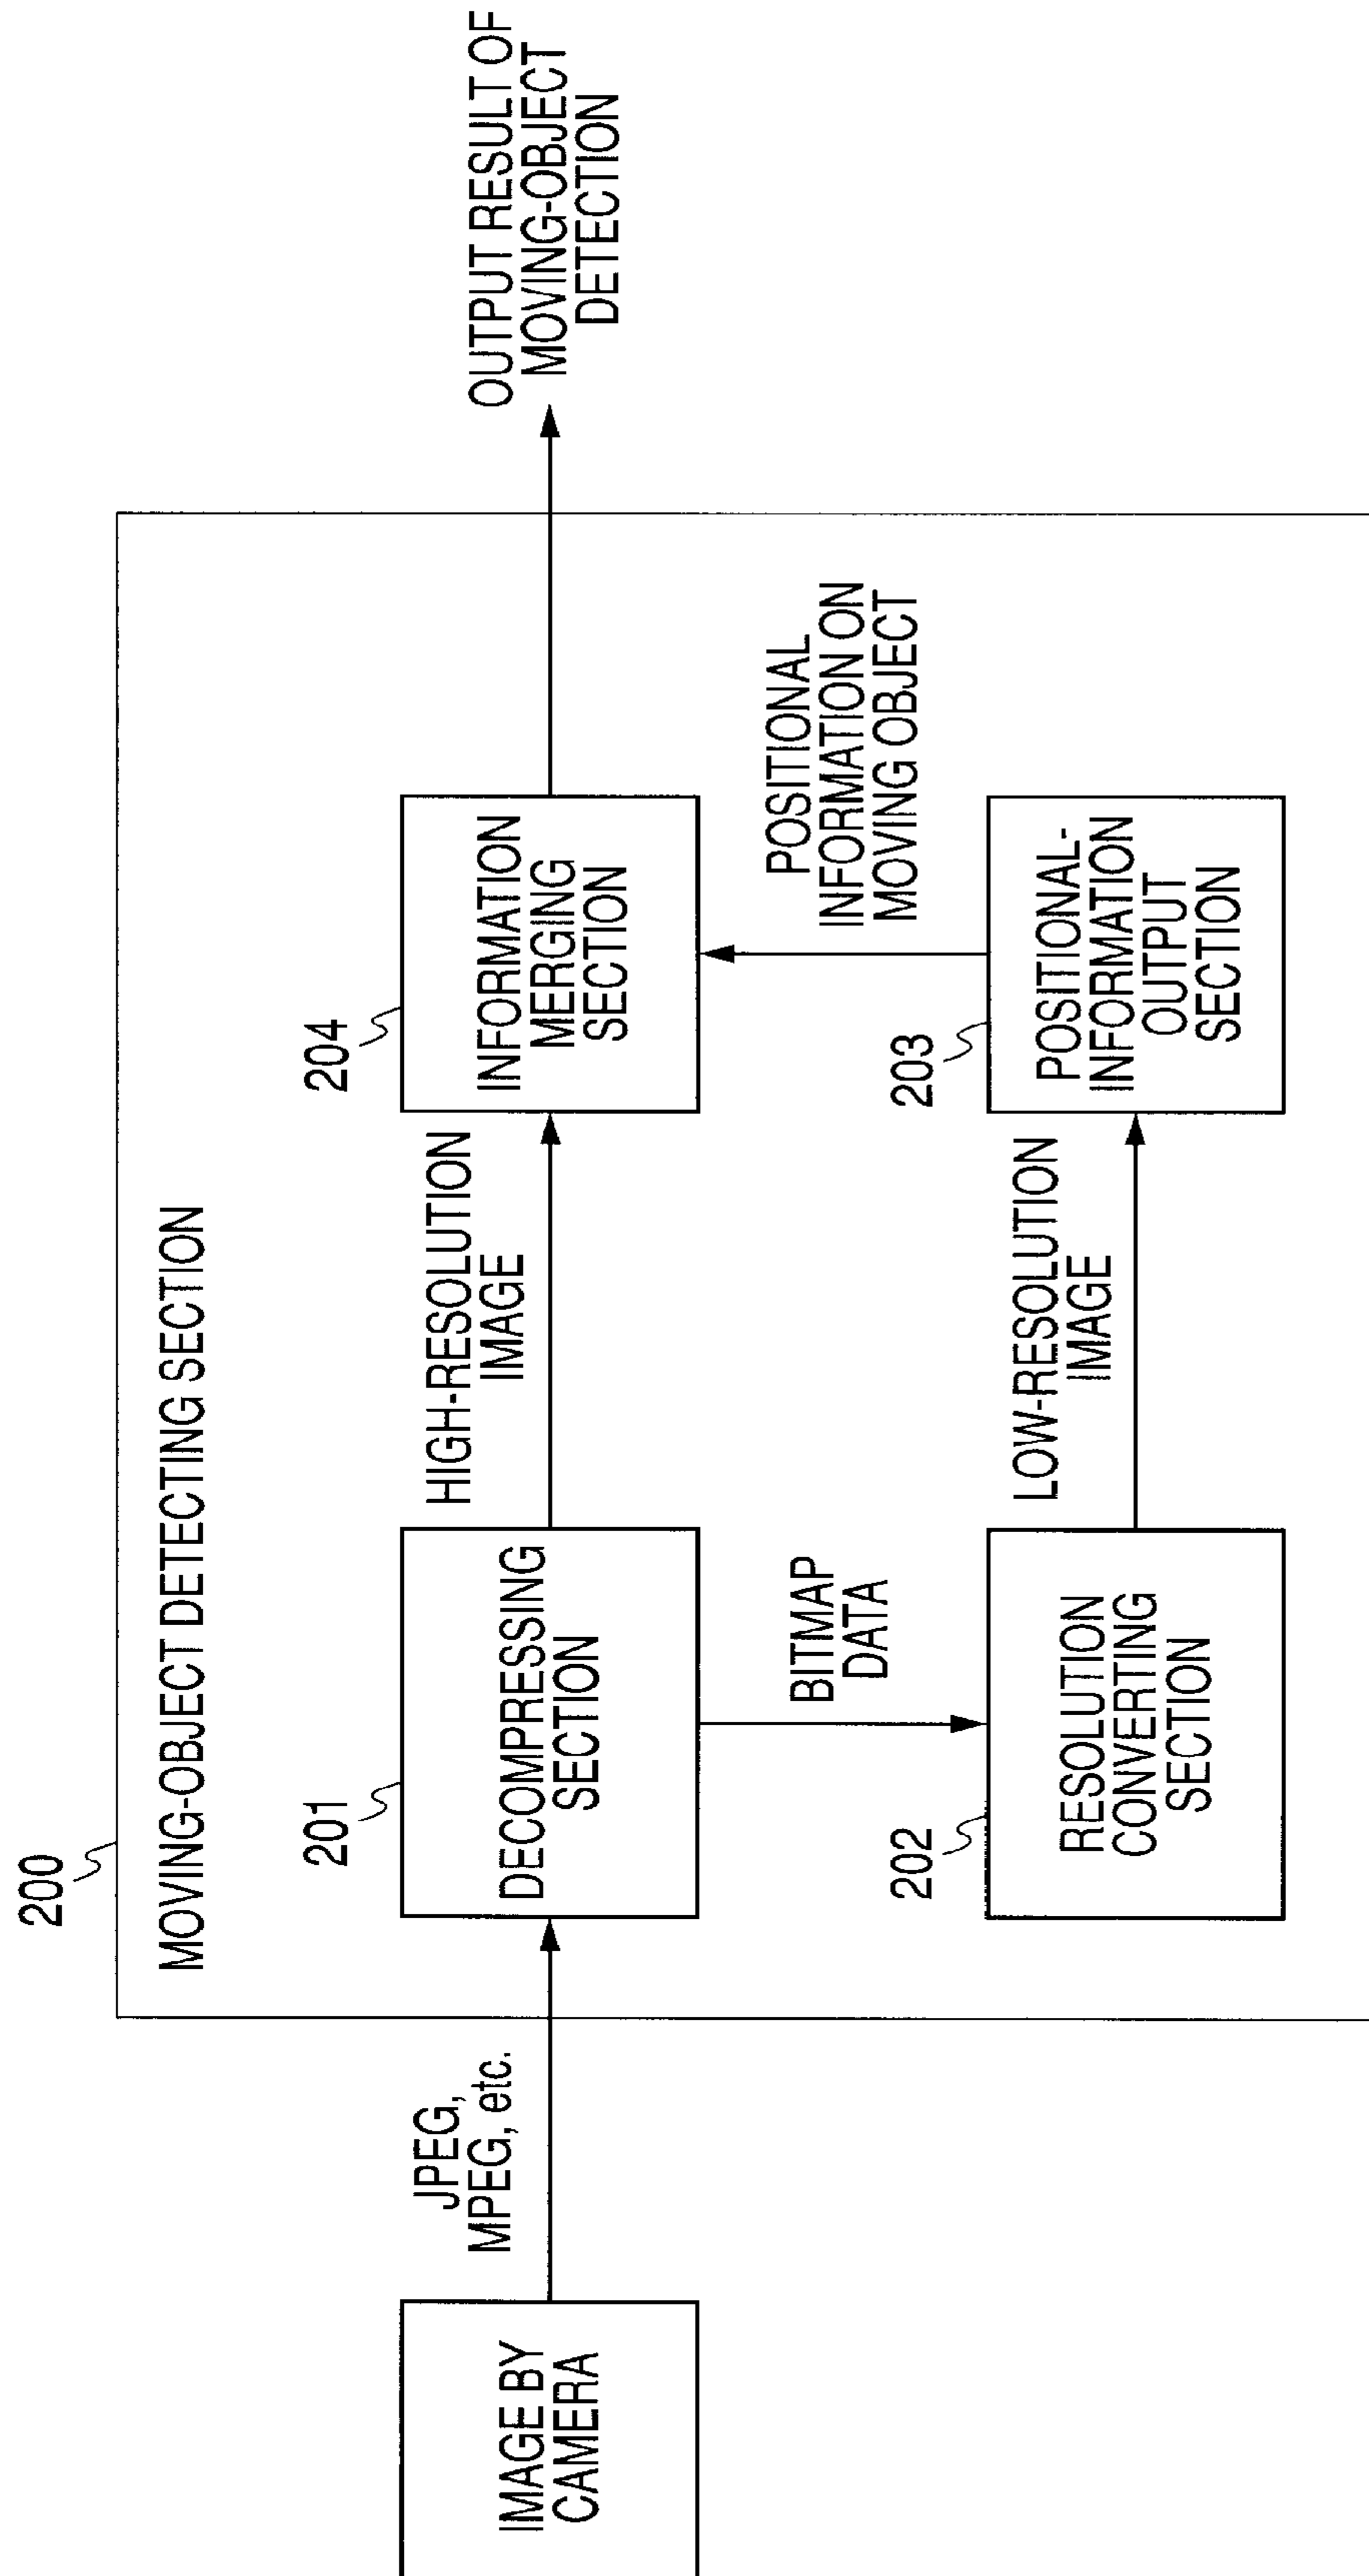 200
MOVING-OBJECT DETECTING SECTION
IMAGE BY
CAMERA
JPEG,
MPEG, etc.
201
DECOMPRESSING
SECTION
HIGH-RESOLUTION
IMAGE
204
INFORMATION
MERGING
SECTION
OUTPUT RESULT OF
MOVING-OBJECT
DETECTION
BITMAP
DATA
POSITIONAL
INFORMATION ON
MOVING OBJECT
202
RESOLUTION
CONVERTING
SECTION
LOW-RESOLUTION
IMAGE
203
POSITIONAL-
INFORMATION
OUTPUT
SECTION